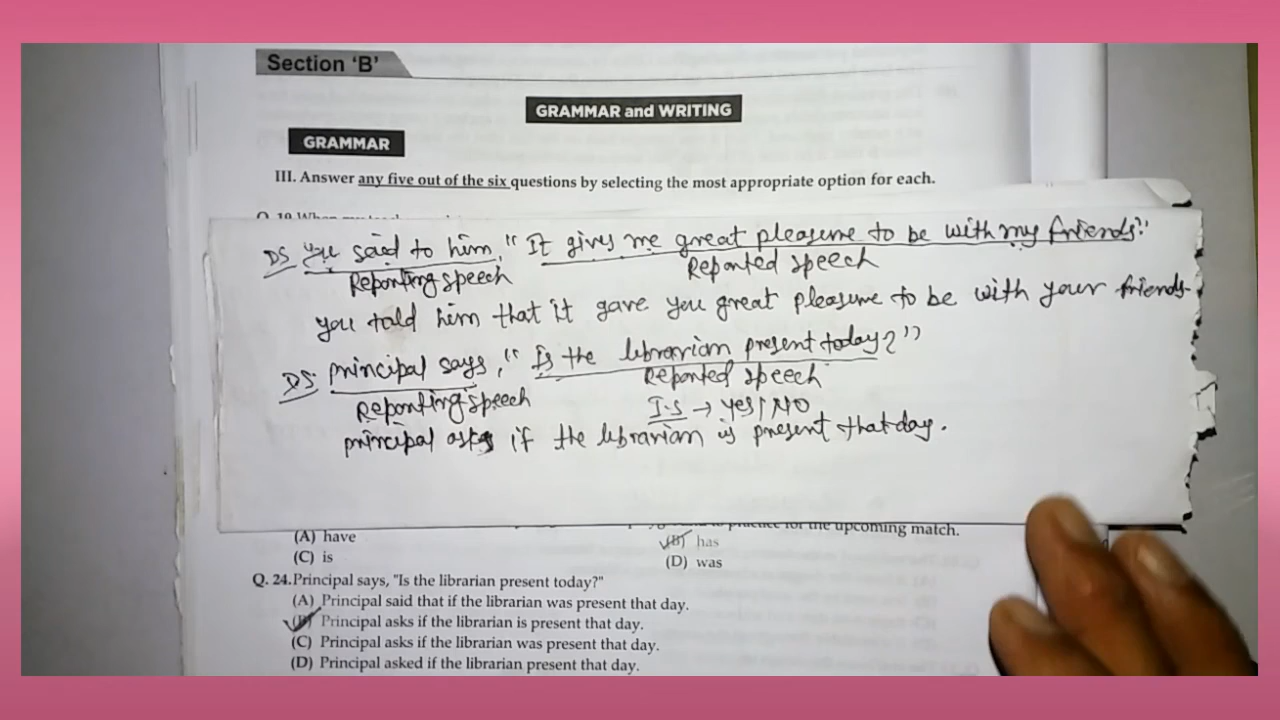 Section ‘B’
GRAMMAR and WRITING
GRAMMAR
III. Answer any five out of the six questions by selecting the most appropriate option for each.
DS You said to him, "It gives me great pleasure to be with my friends."
Reporting speech Reported speech
you told him that it gave you great pleasure to be with your friends.
DS: principal says, "Is the librarian present today?"
Reporting speech Reported speech
I.S → yes/NO
principal asks if the librarian is present that day.
practice for the upcoming match.
(A) have (B) has
(C) is (D) was
Q. 24. Principal says, "Is the librarian present today?"
(A) Principal said that if the librarian was present that day.
(B) Principal asks if the librarian is present that day.
(C) Principal asks if the librarian was present that day.
(D) Principal asked if the librarian present that day.